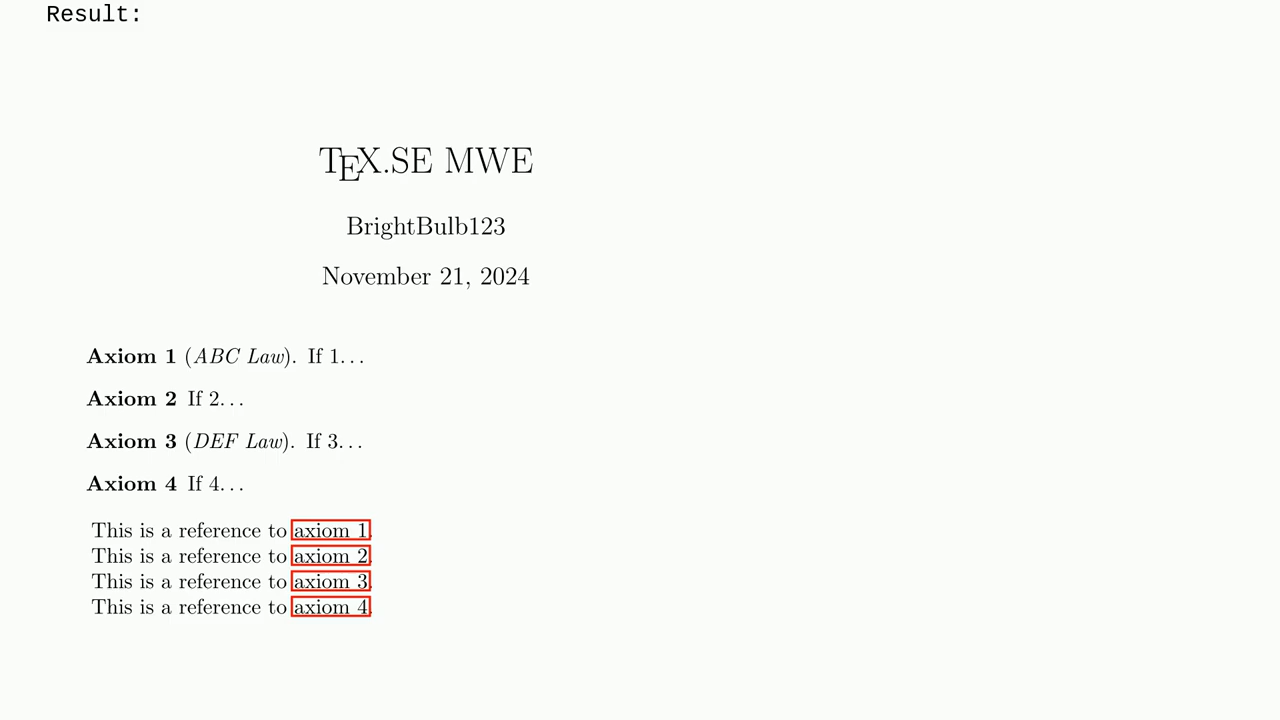 Result:
TEX.SE MWE
BrightBulb123
November 21, 2024
Axiom 1 (ABC Law). If 1...
Axiom 2 If 2...
Axiom 3 (DEF Law). If 3...
Axiom 4 If 4...
This is a reference to axiom 1.
This is a reference to axiom 2.
This is a reference to axiom 3.
This is a reference to axiom 4.